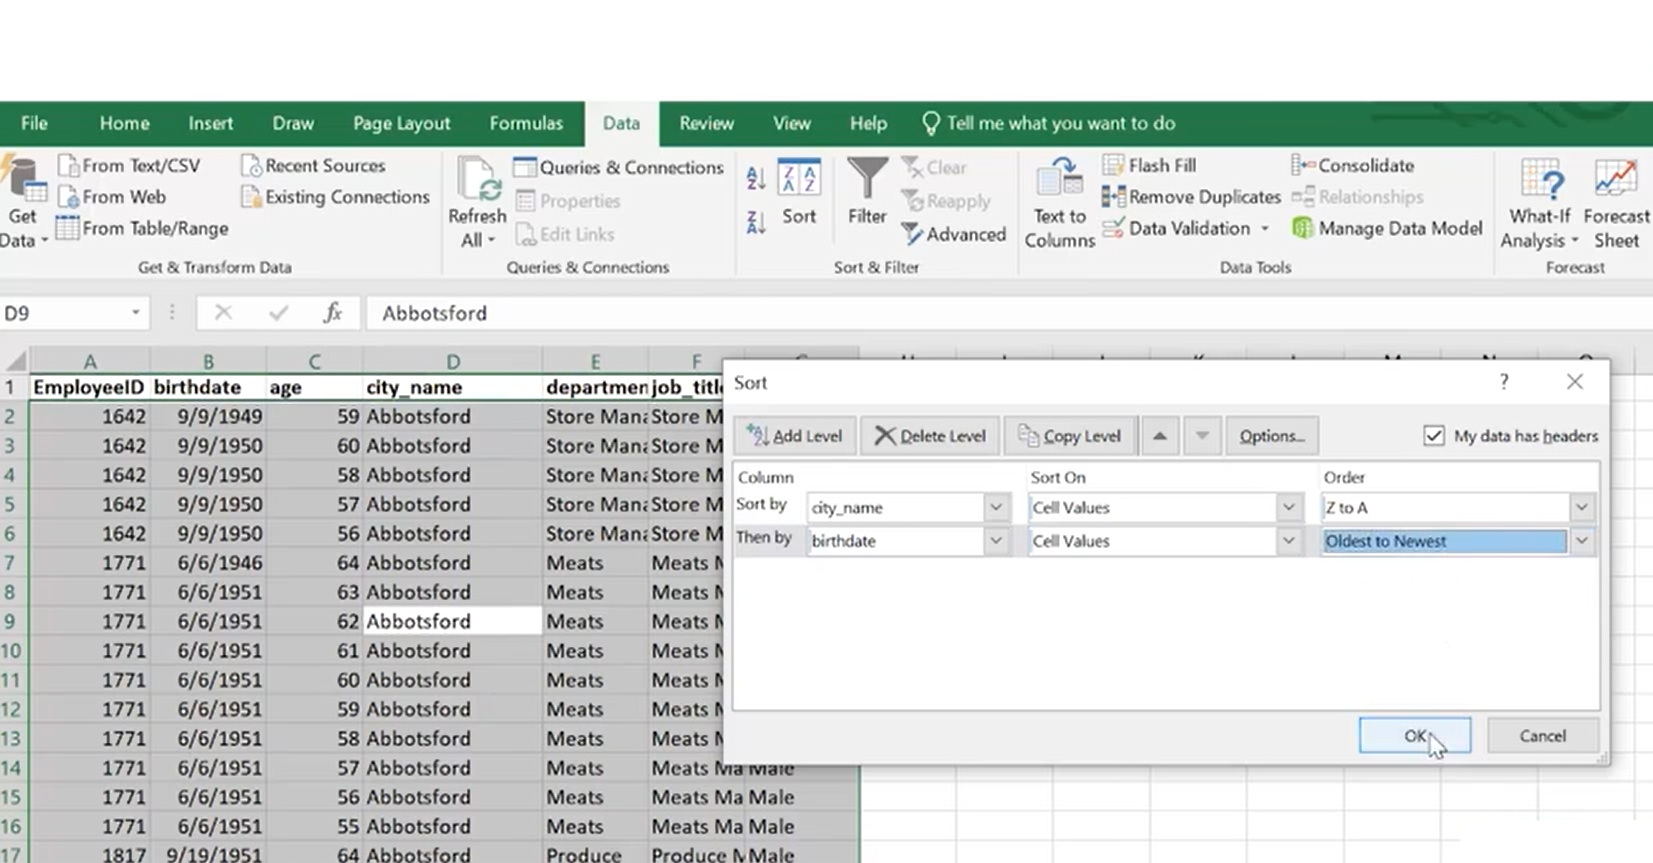 File Home Insert Draw Page Layout Formulas Data Review View Help Tell me what you want to do
Get Data
From Text/CSV
From Web
From Table/Range
Recent Sources
Existing Connections
Get & Transform Data
Refresh All
Queries & Connections
Properties
Edit Links
Queries & Connections
Sort
Filter
Clear
Reapply
Advanced
Sort & Filter
Text to Columns
Flash Fill
Remove Duplicates
Data Validation
Consolidate
Relationships
Manage Data Model
Data Tools
What-If Analysis
Forecast Sheet
Forecast
D9 fx Abbotsford
A B C D E F
1 EmployeeID birthdate age city_name departmen job_title
2 1642 9/9/1949 59 Abbotsford Store Mana Store M
3 1642 9/9/1950 60 Abbotsford Store Mana Store M
4 1642 9/9/1950 58 Abbotsford Store Mana Store M
5 1642 9/9/1950 57 Abbotsford Store Mana Store M
6 1642 9/9/1950 56 Abbotsford Store Mana Store M
7 1771 6/6/1946 64 Abbotsford Meats Meats M
8 1771 6/6/1951 63 Abbotsford Meats Meats M
9 1771 6/6/1951 62 Abbotsford Meats Meats M
10 1771 6/6/1951 61 Abbotsford Meats Meats M
11 1771 6/6/1951 60 Abbotsford Meats Meats M
12 1771 6/6/1951 59 Abbotsford Meats Meats M
13 1771 6/6/1951 58 Abbotsford Meats Meats M
14 1771 6/6/1951 57 Abbotsford Meats Meats Ma Male
15 1771 6/6/1951 56 Abbotsford Meats Meats Ma Male
16 1771 6/6/1951 55 Abbotsford Meats Meats Ma Male
17 1817 9/19/1951 64 Abbotsford Produce Produce M Male
Sort ?
Add Level Delete Level Copy Level Options... My data has headers
Column Sort On Order
Sort by city_name Cell Values Z to A
Then by birthdate Cell Values Oldest to Newest
OK Cancel